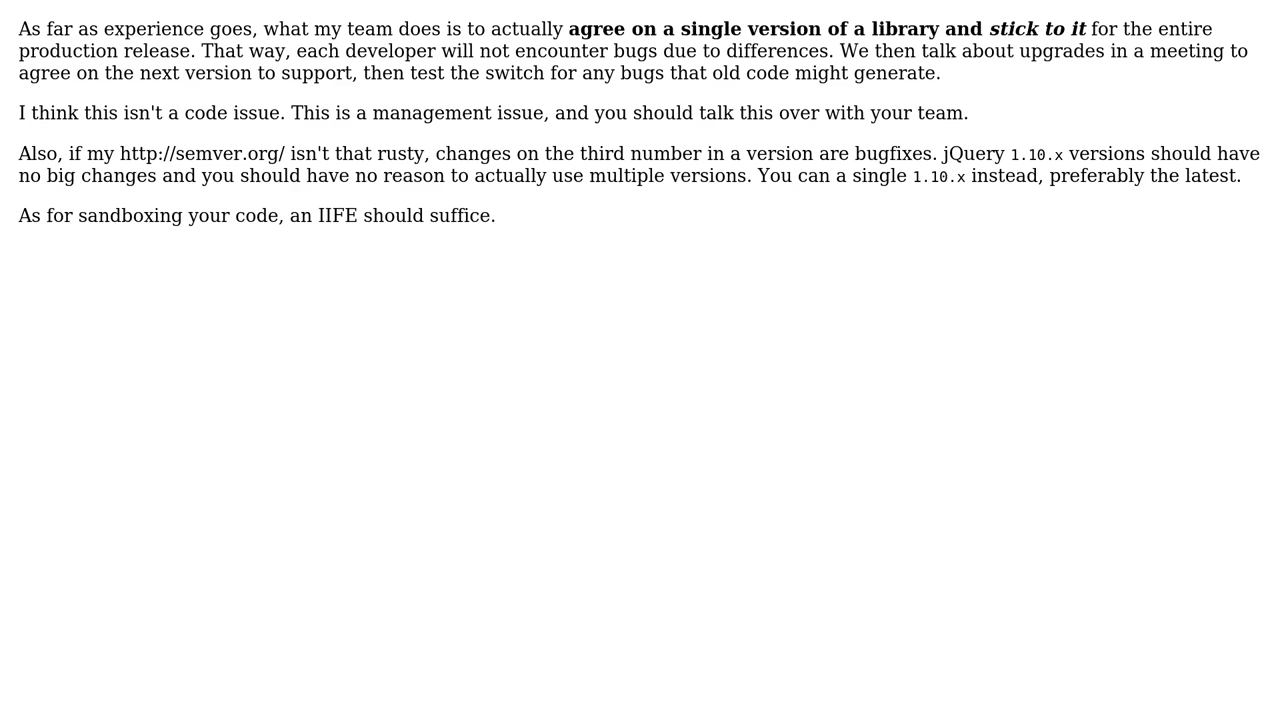 As far as experience goes, what my team does is to actually agree on a single version of a library and stick to it for the entire
production release. That way, each developer will not encounter bugs due to differences. We then talk about upgrades in a meeting to
agree on the next version to support, then test the switch for any bugs that old code might generate.
I think this isn't a code issue. This is a management issue, and you should talk this over with your team.
Also, if my http://semver.org/ isn't that rusty, changes on the third number in a version are bugfixes. jQuery 1.10.x versions should have
no big changes and you should have no reason to actually use multiple versions. You can a single 1.10.x instead, preferably the latest.
As for sandboxing your code, an IIFE should suffice.